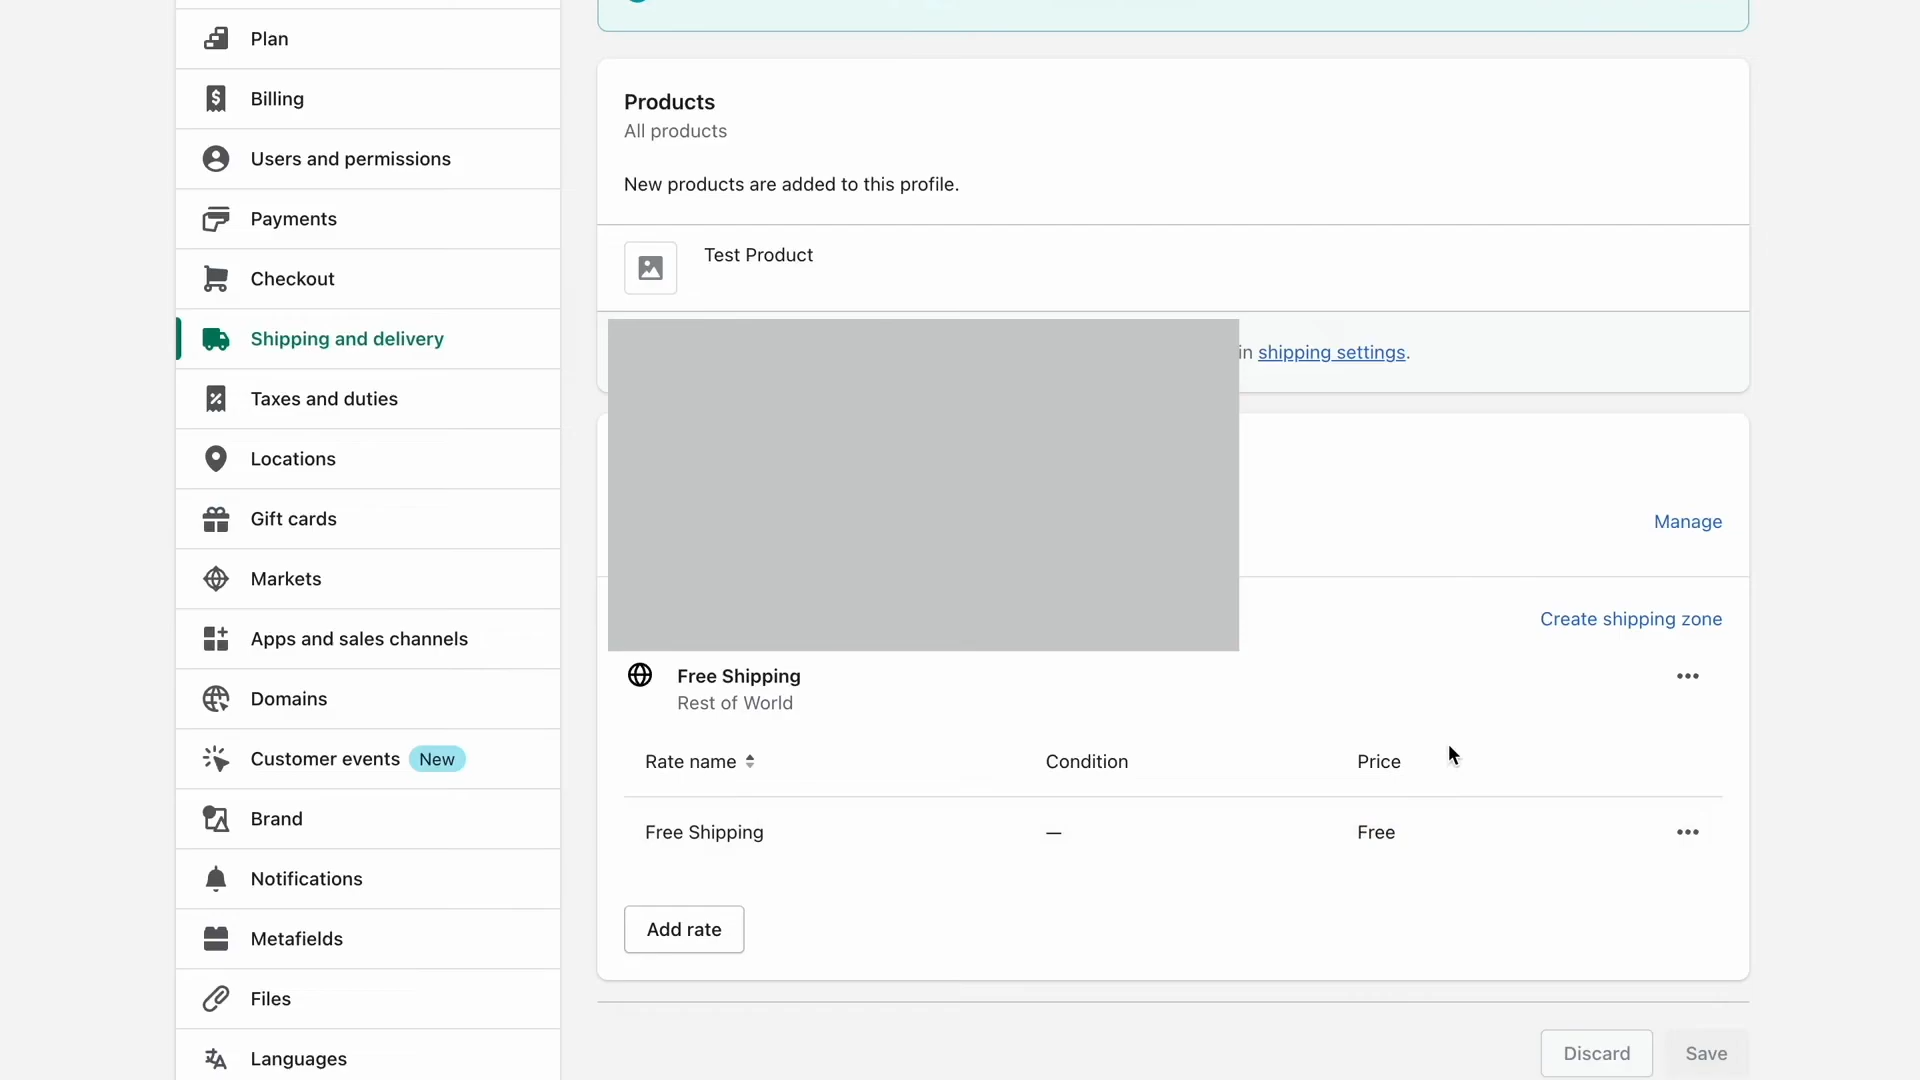 Plan
Billing
Users and permissions
Payments
Checkout
Shipping and delivery
Taxes and duties
Locations
Gift cards
Markets
Apps and sales channels
Domains
Customer events New
Brand
Notifications
Metafields
Files
Languages
Products
All products
New products are added to this profile.
Test Product
in shipping settings.
Manage
Create shipping zone
Free Shipping
Rest of World
Rate name Condition Price
Free Shipping — Free
Add rate
Discard Save